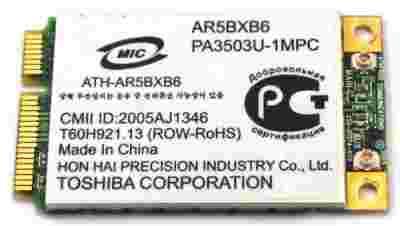 AR5BXB6
PA3503U-1MPC
MIC
ATH-AR5BXB6
Добровольная
РСТ
сертификация
CMII ID:2005AJ1346
T60H921.13 (ROW-RoHS)
Made in China
HON HAI PRECISION INDUSTRY Co., Ltd.
TOSHIBA CORPORATION